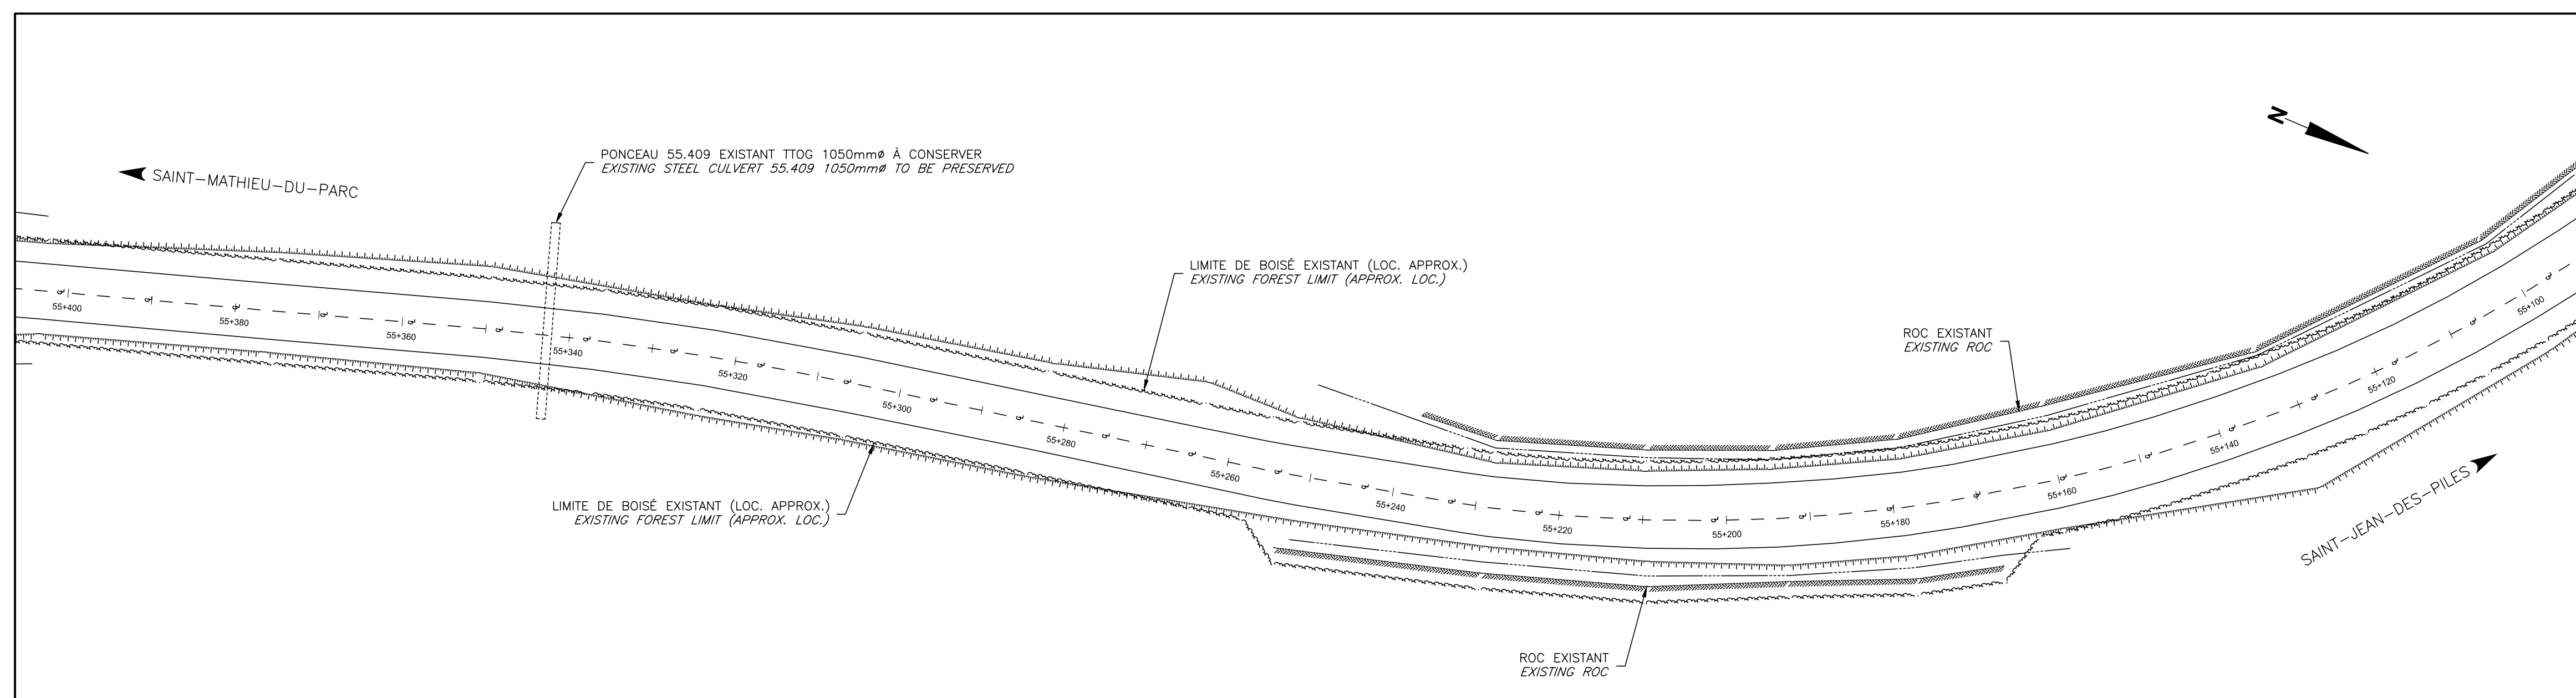 N
PONCEAU 55.409 EXISTANT TTOG 1050mmø À CONSERVER
EXISTING STEEL CULVERT 55.409 1050mmø TO BE PRESERVED
SAINT-MATHIEU-DU-PARC
LIMITE DE BOISÉ EXISTANT (LOC. APPROX.)
EXISTING FOREST LIMIT (APPROX. LOC.)
ROC EXISTANT
EXISTING ROC
55+400
55+380
55+360
55+340
55+320
55+300
55+280
55+260
55+240
55+220
55+200
55+180
55+160
55+140
55+120
55+100
LIMITE DE BOISÉ EXISTANT (LOC. APPROX.)
EXISTING FOREST LIMIT (APPROX. LOC.)
SAINT-JEAN-DES-PILES
ROC EXISTANT
EXISTING ROC